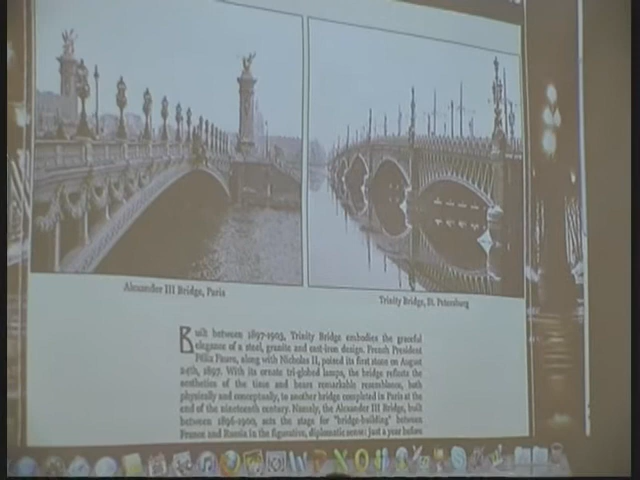 Alexander III Bridge, Paris
Trinity Bridge, St. Petersburg
Built between 1897-1903, Trinity Bridge embodies the graceful
elegance of a steel, granite and cast-iron design. French President
Félix Faure, along with Nicholas II, poised its first stone on August
24th, 1897. With its ornate tri-globed lamps, the bridge reflects the
aesthetics of the time and bears remarkable resemblance, both
physically and conceptually, to another bridge completed in Paris at the
end of the nineteenth century. Namely, the Alexander III Bridge, built
between 1896-1900, sets the stage for "bridge-building" between
France and Russia in the figurative, diplomatic sense: just a year before